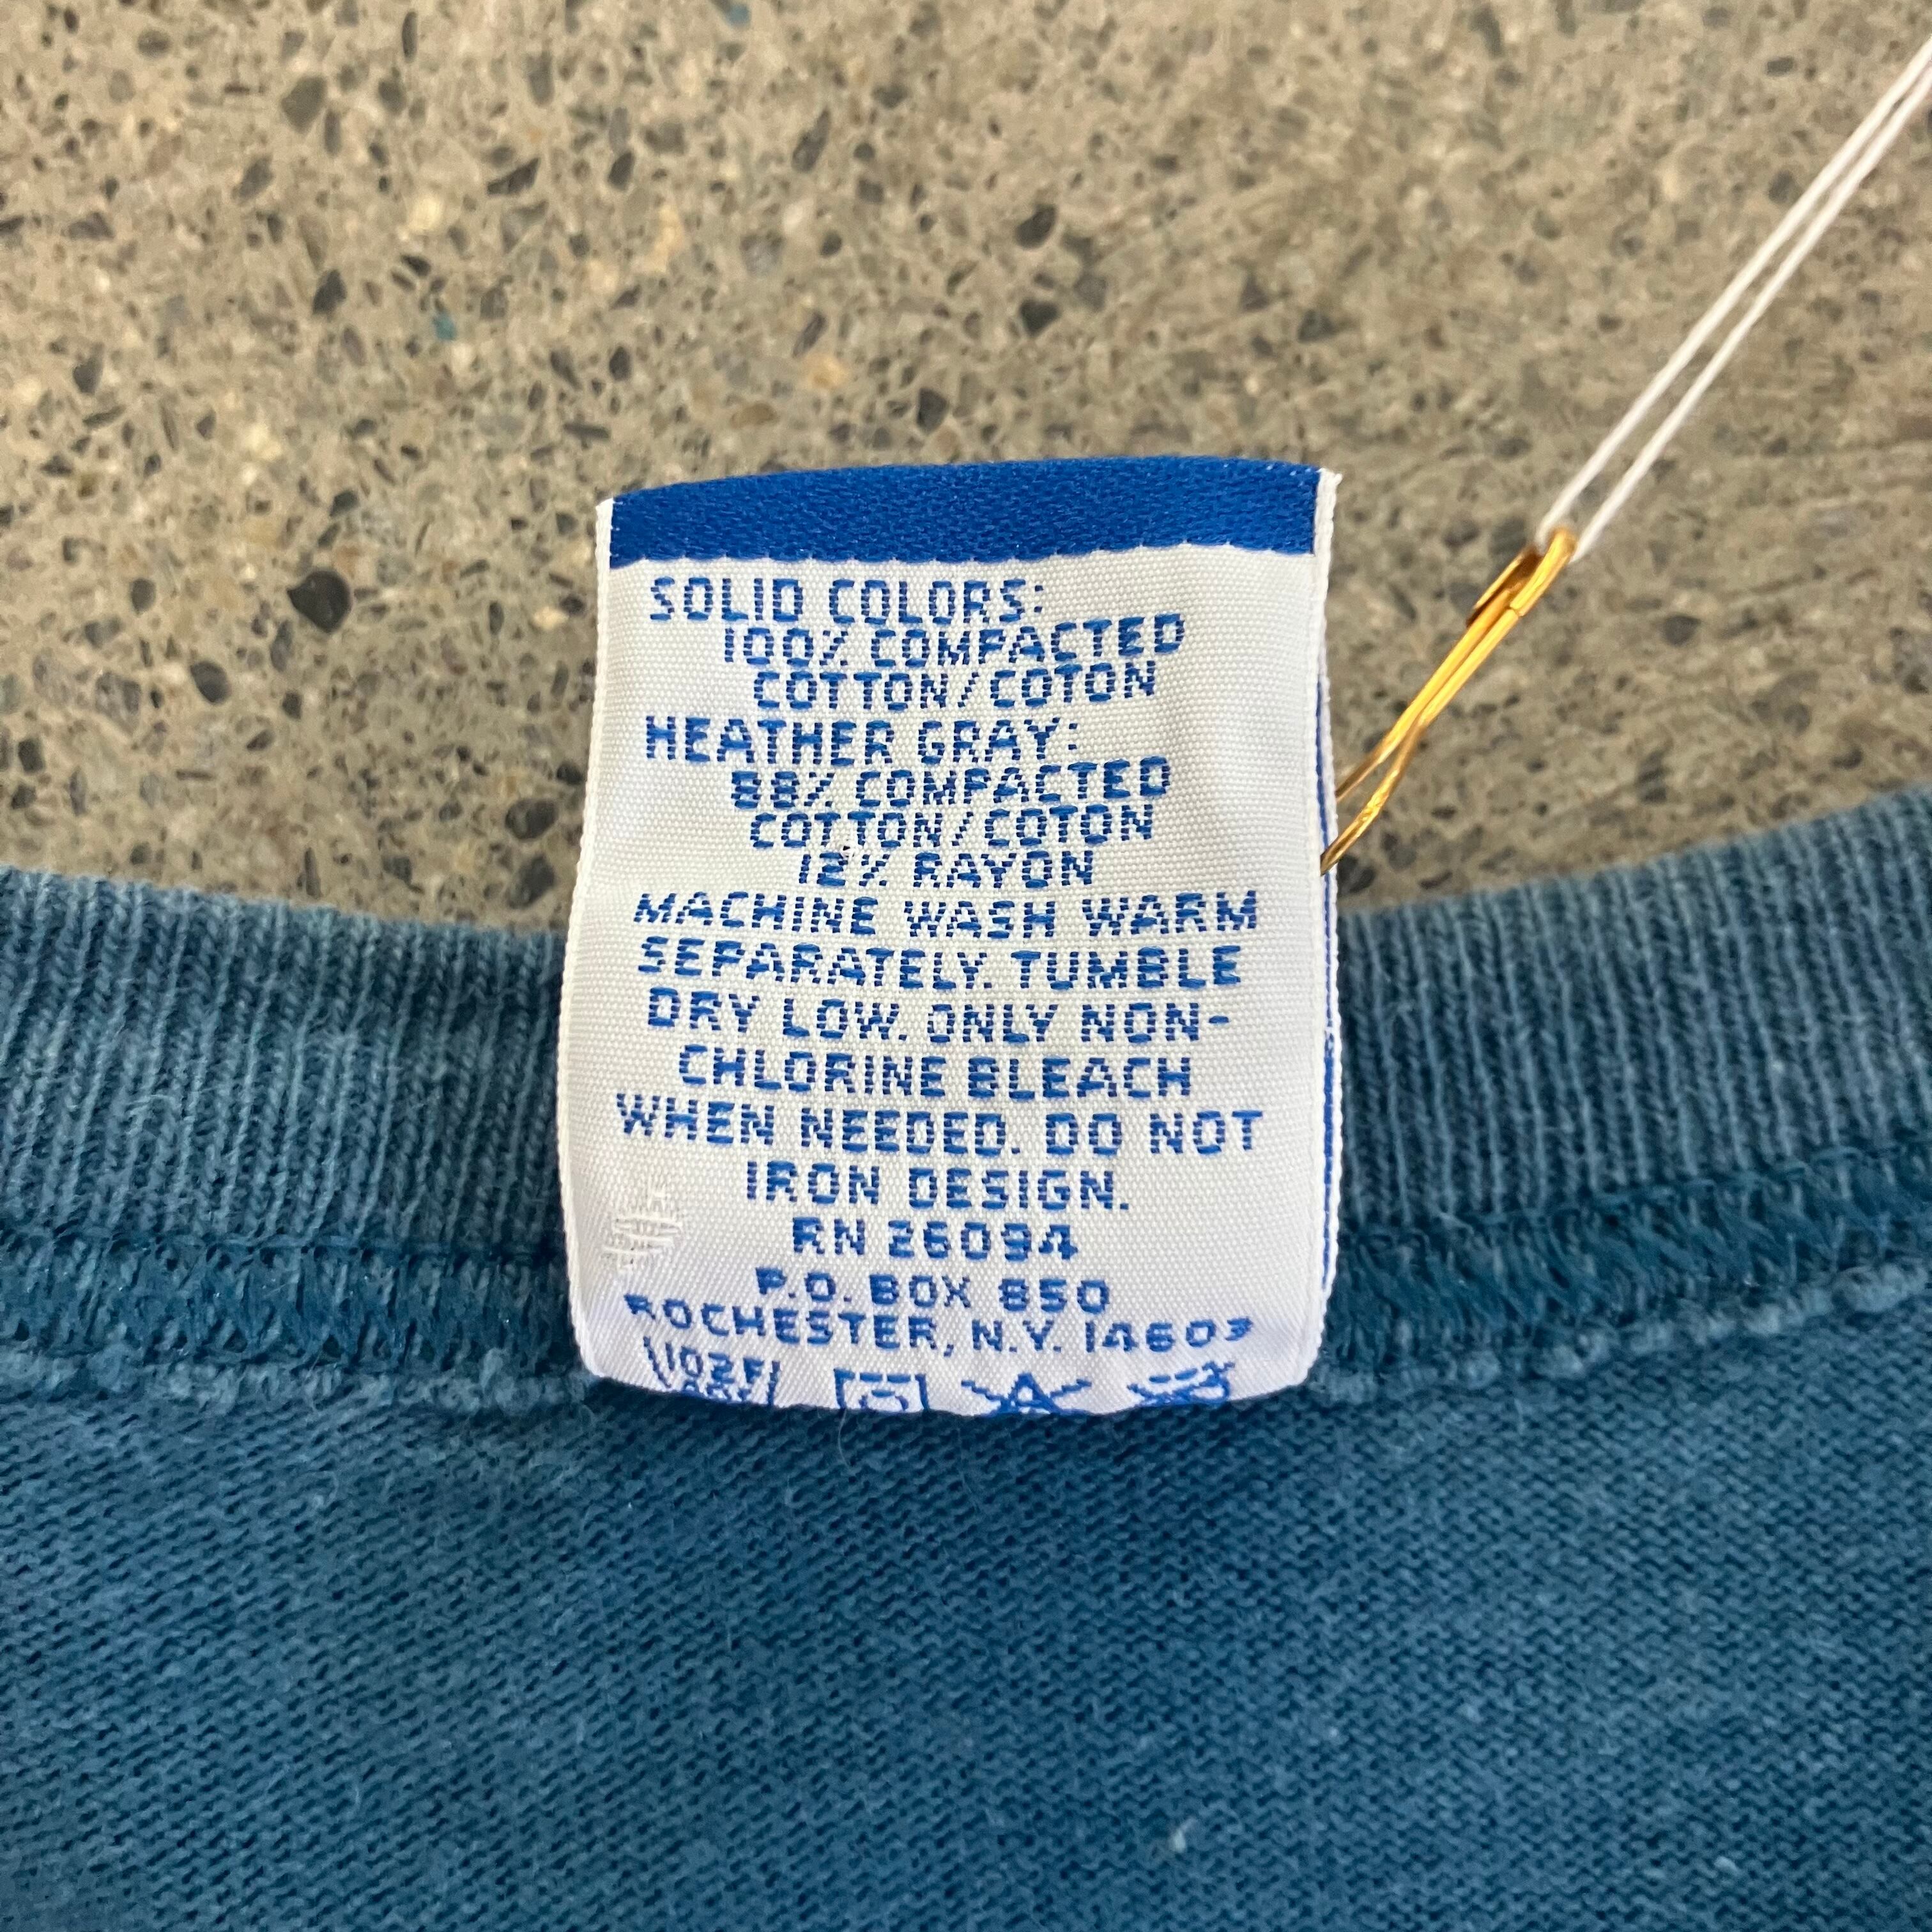 SOLID COLORS:
100% COMPACTED
COTTON/COTON
HEATHER GRAY:
88% COMPACTED
COTTON/COTON
12% RAYON
MACHINE WASH WARM
SEPARATELY. TUMBLE
DRY LOW. ONLY NON-
CHLORINE BLEACH
WHEN NEEDED. DO NOT
IRON DESIGN.
RN 26094
P.O. BOX 850
ROCHESTER, N.Y. 14603
102F